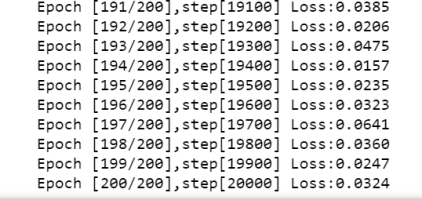 Epoch [191/200],step[19100] Loss:0.0385
Epoch [192/200],step[19200] Loss:0.0206
Epoch [193/200],step[19300] Loss:0.0475
Epoch [194/200],step[19400] Loss:0.0157
Epoch [195/200],step[19500] Loss:0.0235
Epoch [196/200],step[19600] Loss:0.0323
Epoch [197/200],step[19700] Loss:0.0641
Epoch [198/200],step[19800] Loss:0.0360
Epoch [199/200],step[19900] Loss:0.0247
Epoch [200/200],step[20000] Loss:0.0324